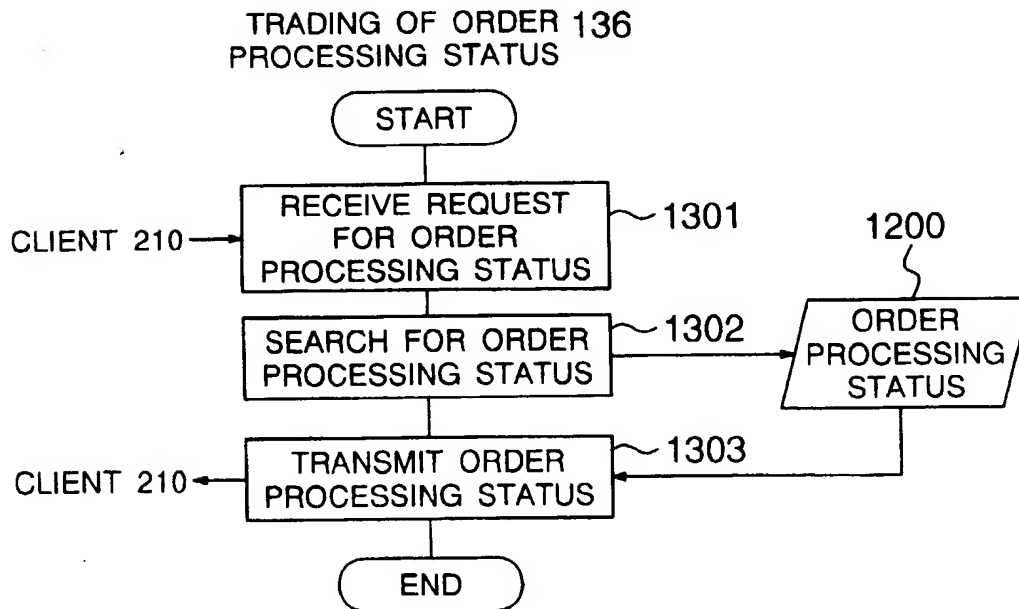 TRADING OF ORDER 136
PROCESSING STATUS
START
RECEIVE REQUEST
FOR ORDER
PROCESSING STATUS
1301
CLIENT 210
1200
SEARCH FOR ORDER
PROCESSING STATUS
1302
ORDER
PROCESSING
STATUS
TRANSMIT ORDER
PROCESSING STATUS
1303
CLIENT 210
END